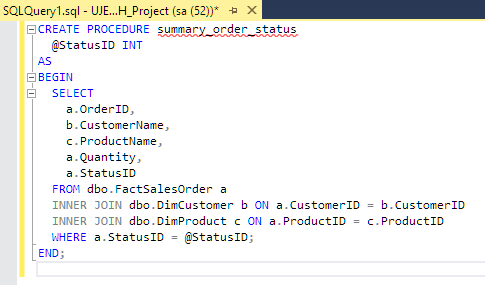 SQLQuery1.sql - UJE...H_Project (sa (52))*
CREATE PROCEDURE summary_order_status
@StatusID INT
AS
BEGIN
SELECT
a.OrderID,
b.CustomerName,
c.ProductName,
a.Quantity,
a.StatusID
FROM dbo.FactSalesOrder a
INNER JOIN dbo.DimCustomer b ON a.CustomerID = b.CustomerID
INNER JOIN dbo.DimProduct c ON a.ProductID = c.ProductID
WHERE a.StatusID = @StatusID;
END;